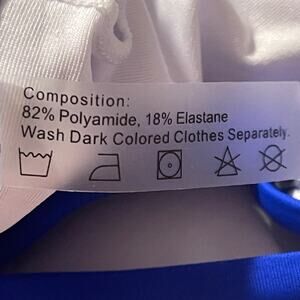 Composition:
82% Polyamide, 18% Elastane
Wash Dark Colored Clothes Separately.